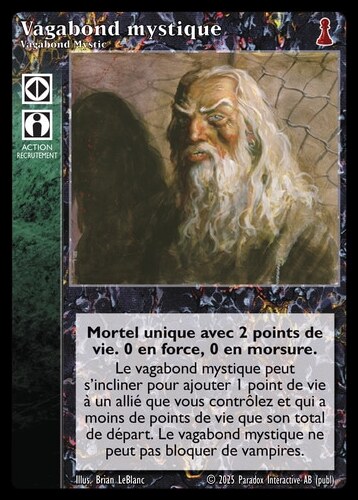 Vagabond mystique
Vagabond Mystic
ACTION
RECRUTEMENT
Mortel unique avec 2 points de
vie. 0 en force, 0 en morsure.
Le vagabond mystique peut
s'incliner pour ajouter 1 point de vie
à un allié que vous contrôlez et qui a
moins de points de vie que son total
de départ. Le vagabond mystique ne
peut pas bloquer de vampires.
Illus. Brian LeBlanc
© 2023 Paradox Interactive AB (publ)